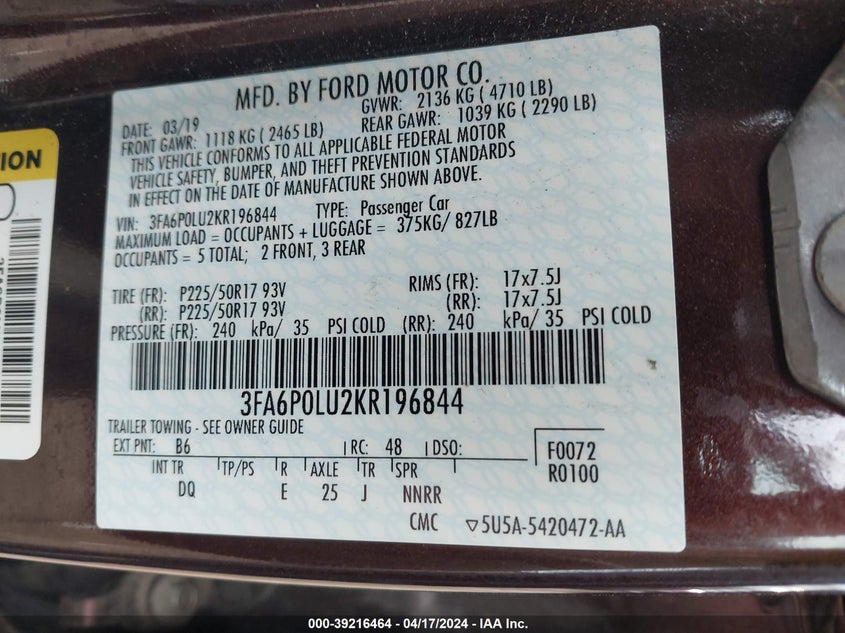 MFD. BY FORD MOTOR CO.
DATE: 03/19 GVWR: 2136 KG ( 4710 LB)
FRONT GAWR: 1118 KG ( 2465 LB) REAR GAWR: 1039 KG ( 2290 LB)
THIS VEHICLE CONFORMS TO ALL APPLICABLE FEDERAL MOTOR
VEHICLE SAFETY, BUMPER, AND THEFT PREVENTION STANDARDS
IN EFFECT ON THE DATE OF MANUFACTURE SHOWN ABOVE.
VIN: 3FA6P0LU2KR196844 TYPE: Passenger Car
MAXIMUM LOAD = OCCUPANTS + LUGGAGE = 375KG/ 827LB
OCCUPANTS = 5 TOTAL; 2 FRONT, 3 REAR
TIRE (FR): P225/50R17 93V RIMS (FR): 17x7.5J
(RR): P225/50R17 93V (RR): 17x7.5J
PRESSURE (FR): 240 kPa/ 35 PSI COLD (RR): 240 kPa/ 35 PSI COLD
3FA6P0LU2KR196844
TRAILER TOWING - SEE OWNER GUIDE
EXT PNT: B6 RC: 48 DSO: F0072
R0100
INT TR TP/PS R AXLE TR SPR
DQ E 25 J NNRR
CMC ▽5U5A-5420472-AA
TION
000-39216464 - 04/17/2024 - IAA Inc.